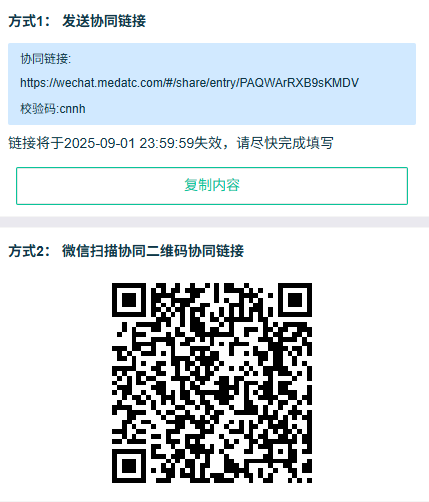 方式1： 发送协同链接
协同链接:
https://wechat.medatc.com/#/share/entry/PAQWArRXB9sKMDV
校验码:cnnh
链接将于2025-09-01 23:59:59失效，请尽快完成填写
复制内容
方式2： 微信扫描协同二维码协同链接